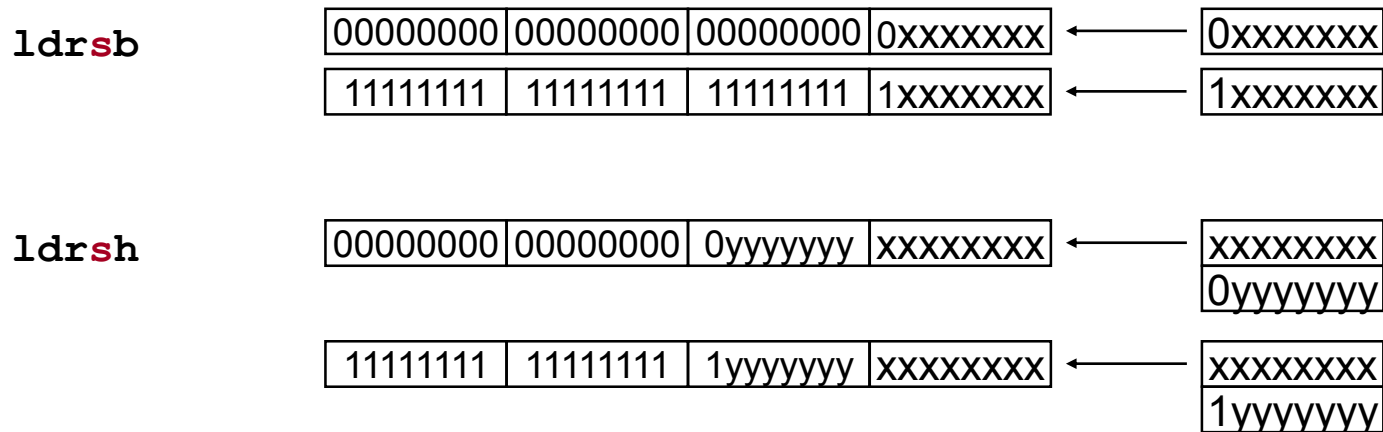 ldrsb 00000000 00000000 00000000 0xxxxxxx 0xxxxxxx
11111111 11111111 11111111 1xxxxxxx 1xxxxxxx
ldrsh 00000000 00000000 0yyyyyyy xxxxxxxx xxxxxxxx
0yyyyyyy
11111111 11111111 1yyyyyyy xxxxxxxx xxxxxxxx
1yyyyyyy